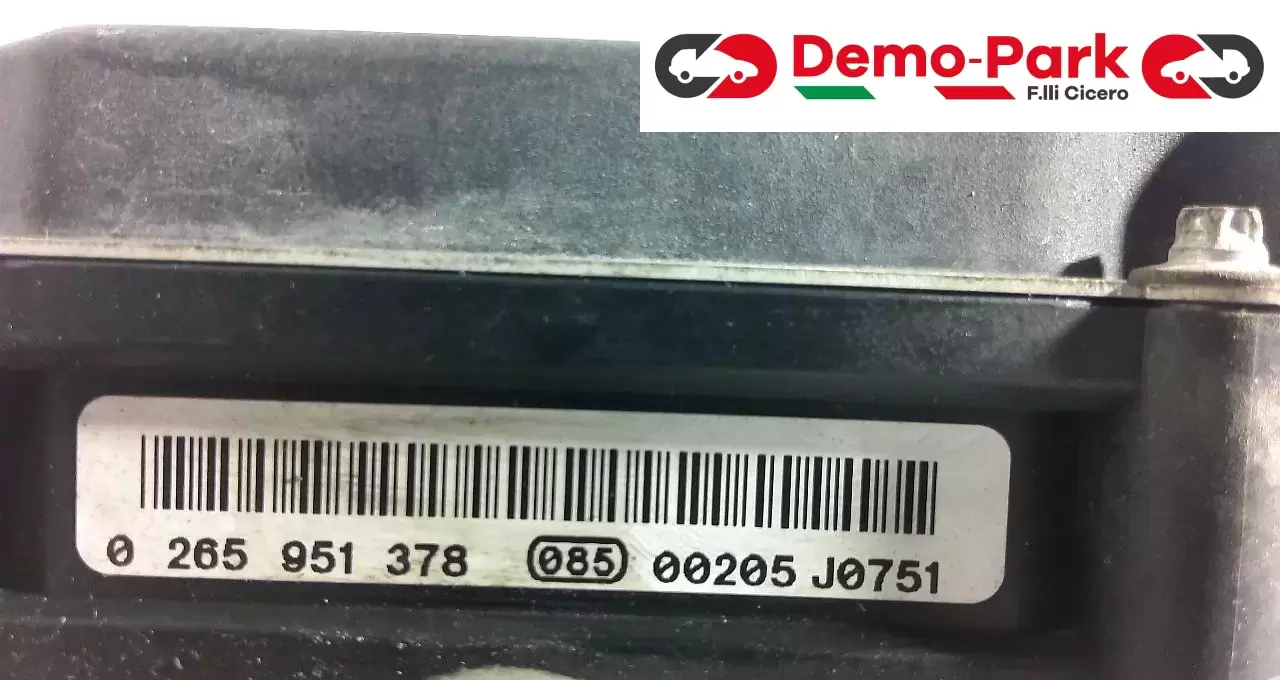 Demo-Park
F.lli Cicero
0 265 951 378 085 00205 J0751